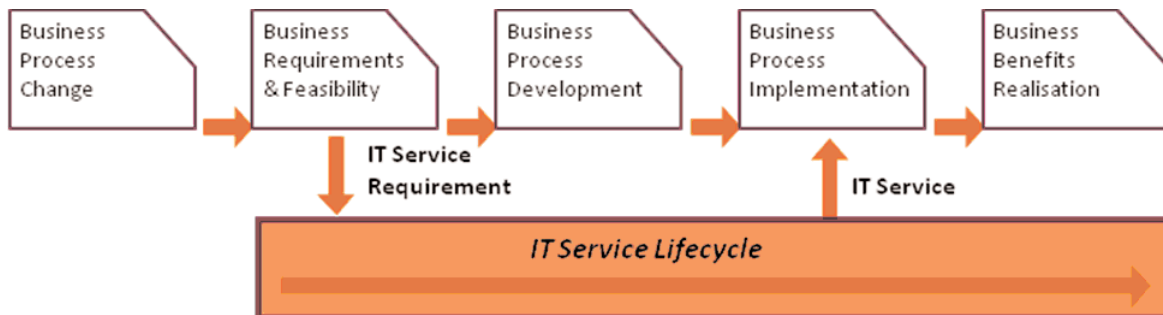 Business
Process
Change
Business
Requirements
& Feasibility
Business
Process
Development
Business
Process
Implementation
Business
Benefits
Realisation
IT Service
Requirement
IT Service
IT Service Lifecycle